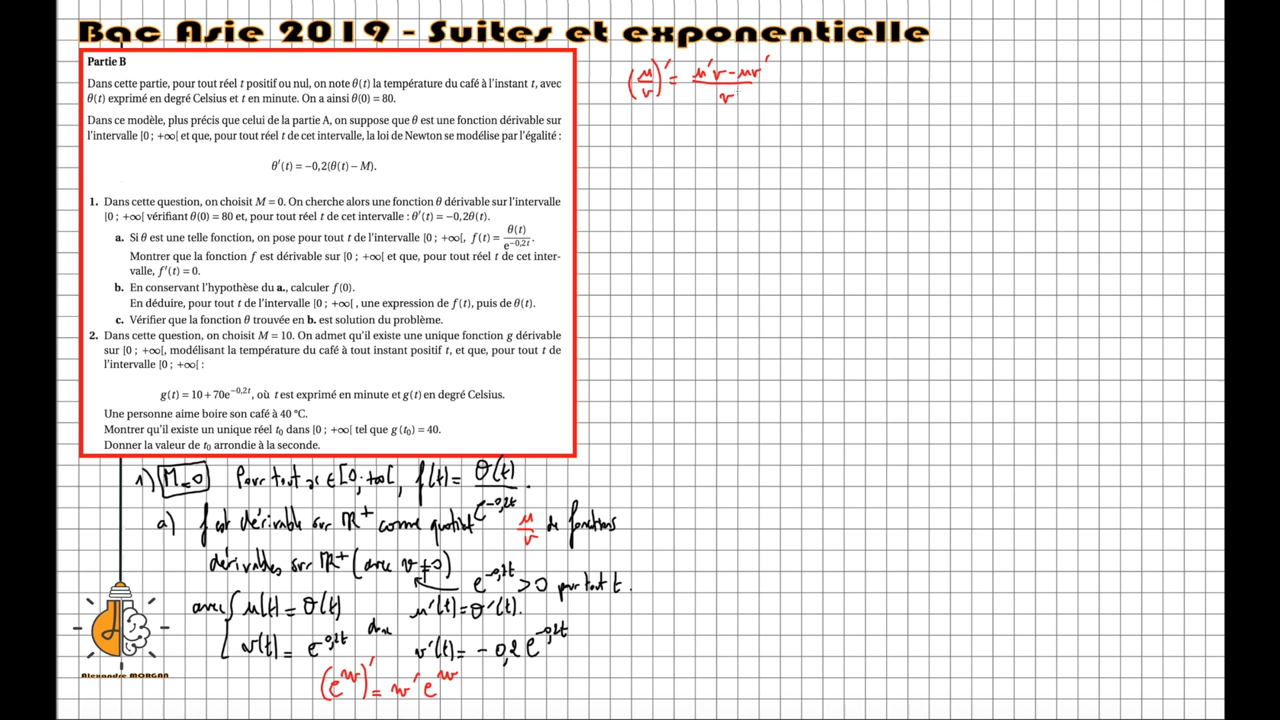 Bac Asie 2019 - Suites et exponentielle
Partie B
Dans cette partie, pour tout réel t positif ou nul, on note θ(t) la température du café à l'instant t, avec
θ(t) exprimé en degré Celsius et t en minute. On a ainsi θ(0) = 80.
Dans ce modèle, plus précis que celui de la partie A, on suppose que θ est une fonction dérivable sur
l'intervalle [0 ; +∞[ et que, pour tout réel t de cet intervalle, la loi de Newton se modélise par l'égalité :
θ′(t) = −0,2(θ(t) − M).
1. Dans cette question, on choisit M = 0. On cherche alors une fonction θ dérivable sur l'intervalle
[0 ; +∞[ vérifiant θ(0) = 80 et, pour tout réel t de cet intervalle : θ′(t) = −0,2θ(t).
a. Si θ est une telle fonction, on pose pour tout t de l'intervalle [0 ; +∞[, f(t) = θ(t)/e^{−0,2t}.
Montrer que la fonction f est dérivable sur [0 ; +∞[ et que, pour tout réel t de cet inter-
valle, f′(t) = 0.
b. En conservant l'hypothèse du a., calculer f(0).
En déduire, pour tout t de l'intervalle [0 ; +∞[ , une expression de f(t), puis de θ(t).
c. Vérifier que la fonction θ trouvée en b. est solution du problème.
2. Dans cette question, on choisit M = 10. On admet qu'il existe une unique fonction g dérivable
sur [0 ; +∞[, modélisant la température du café à tout instant positif t, et que, pour tout t de
l'intervalle [0 ; +∞[ :
g(t) = 10 + 70e^{−0,2t}, où t est exprimé en minute et g(t) en degré Celsius.
Une personne aime boire son café à 40 °C.
Montrer qu'il existe un unique réel t₀ dans [0 ; +∞[ tel que g(t₀) = 40.
Donner la valeur de t₀ arrondie à la seconde.
1) M=0 Pour tout x ∈ [0; +∞[, f(t) = θ(t)/e^{−0,2t}.
a) f est dérivable sur ℝ+ comme quotient u/v de fonctions
dérivables sur ℝ+ (avec v ≠ 0)
e^{−0,2t} > 0 pour tout t.
avec { u(t) = θ(t) donc u'(t) = θ'(t).
v(t) = e^{−0,2t} v'(t) = −0,2 e^{−0,2t}
(e^w)' = w' e^w
(u/v)' = u'v − uv' / v
Alexandre MORGAN